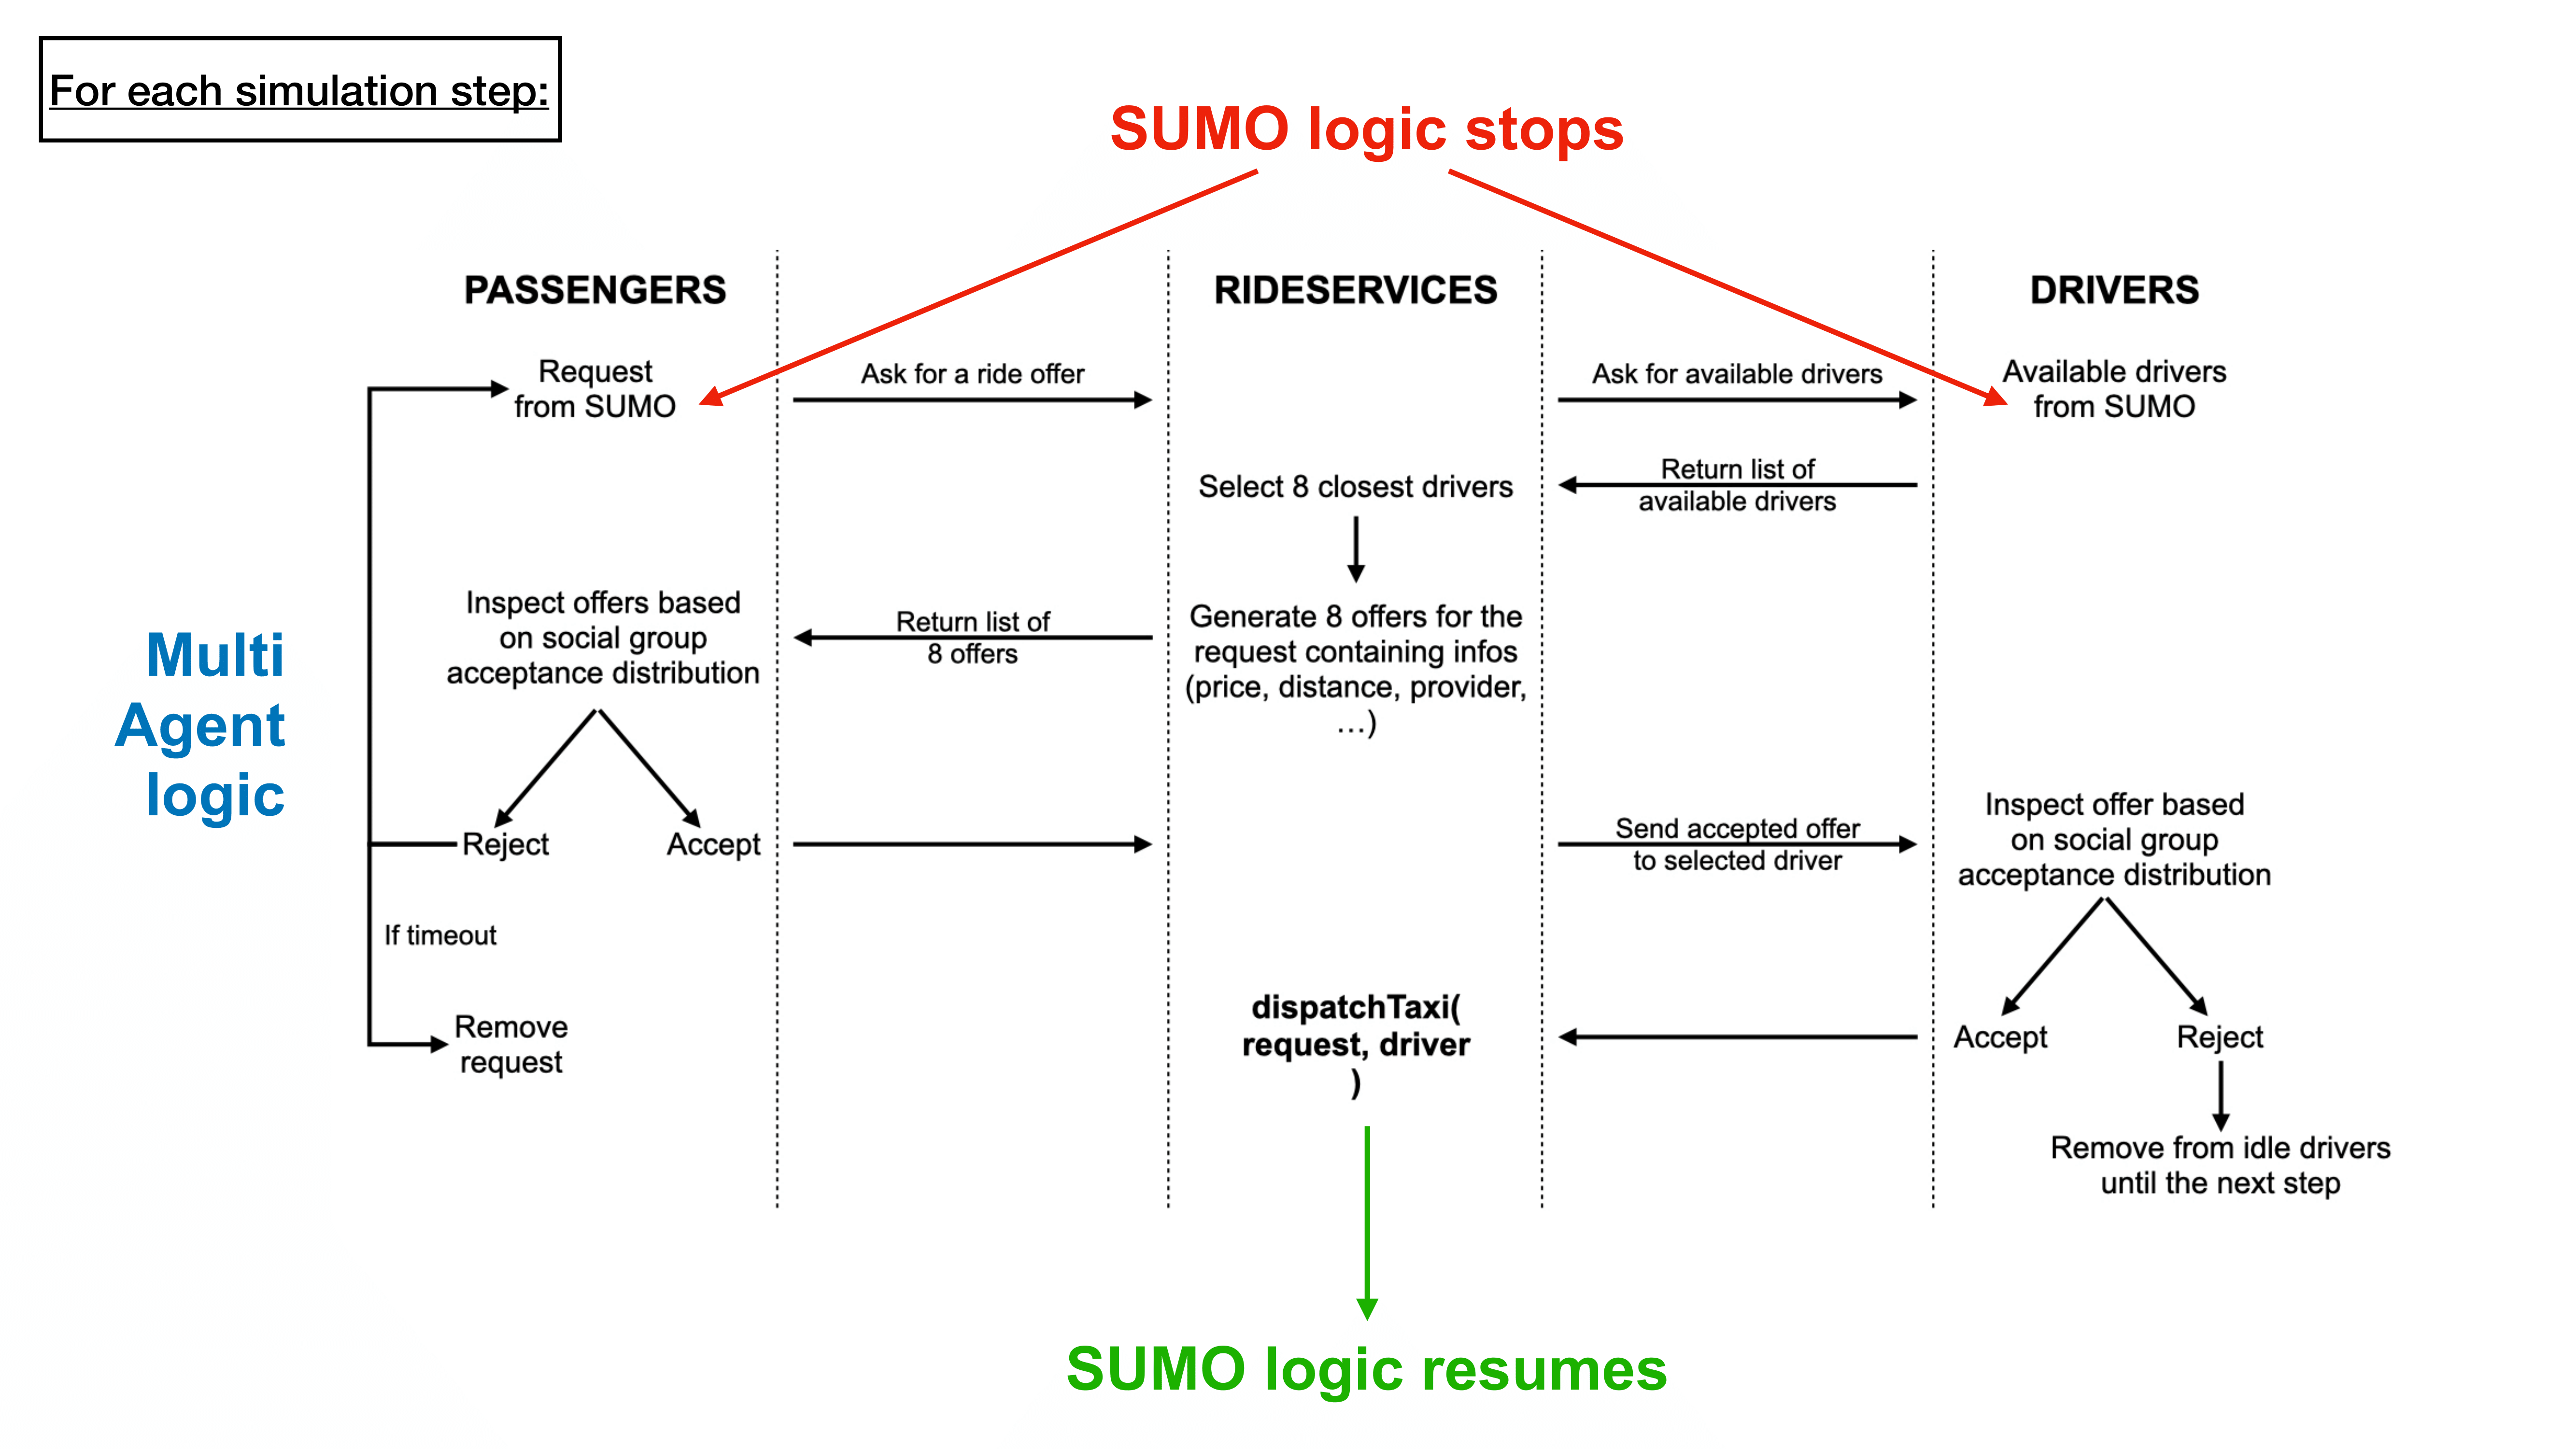 For each simulation step:
SUMO logic stops
PASSENGERS
RIDESERVICES
DRIVERS
Request
from SUMO
Ask for a ride offer
Ask for available drivers
Available drivers
from SUMO
Return list of
available drivers
Select 8 closest drivers
Inspect offers based
on social group
acceptance distribution
Return list of
8 offers
Generate 8 offers for the
request containing infos
(price, distance, provider,
...)
Multi
Agent
logic
Reject
Accept
Send accepted offer
to selected driver
Inspect offer based
on social group
acceptance distribution
If timeout
Remove
request
dispatchTaxi(
request, driver
)
Accept
Reject
Remove from idle drivers
until the next step
SUMO logic resumes